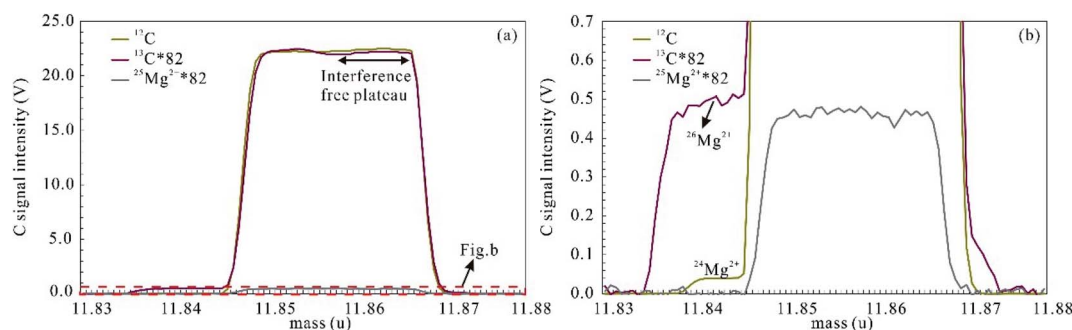 (a)
C signal intensity (V)
25.0
20.0
15.0
10.0
5.0
0.0
¹²C
¹³C*82
²⁵Mg²⁻*82
Interference
free plateau
Fig.b
11.83 11.84 11.85 11.86 11.87 11.88
mass (u)
(b)
C signal intensity (V)
0.7
0.6
0.5
0.4
0.3
0.2
0.1
0.0
¹²C
¹³C*82
²⁵Mg²⁺*82
²⁶Mg²⁺
²⁴Mg²⁺
11.83 11.84 11.85 11.86 11.87 11.88
mass (u)